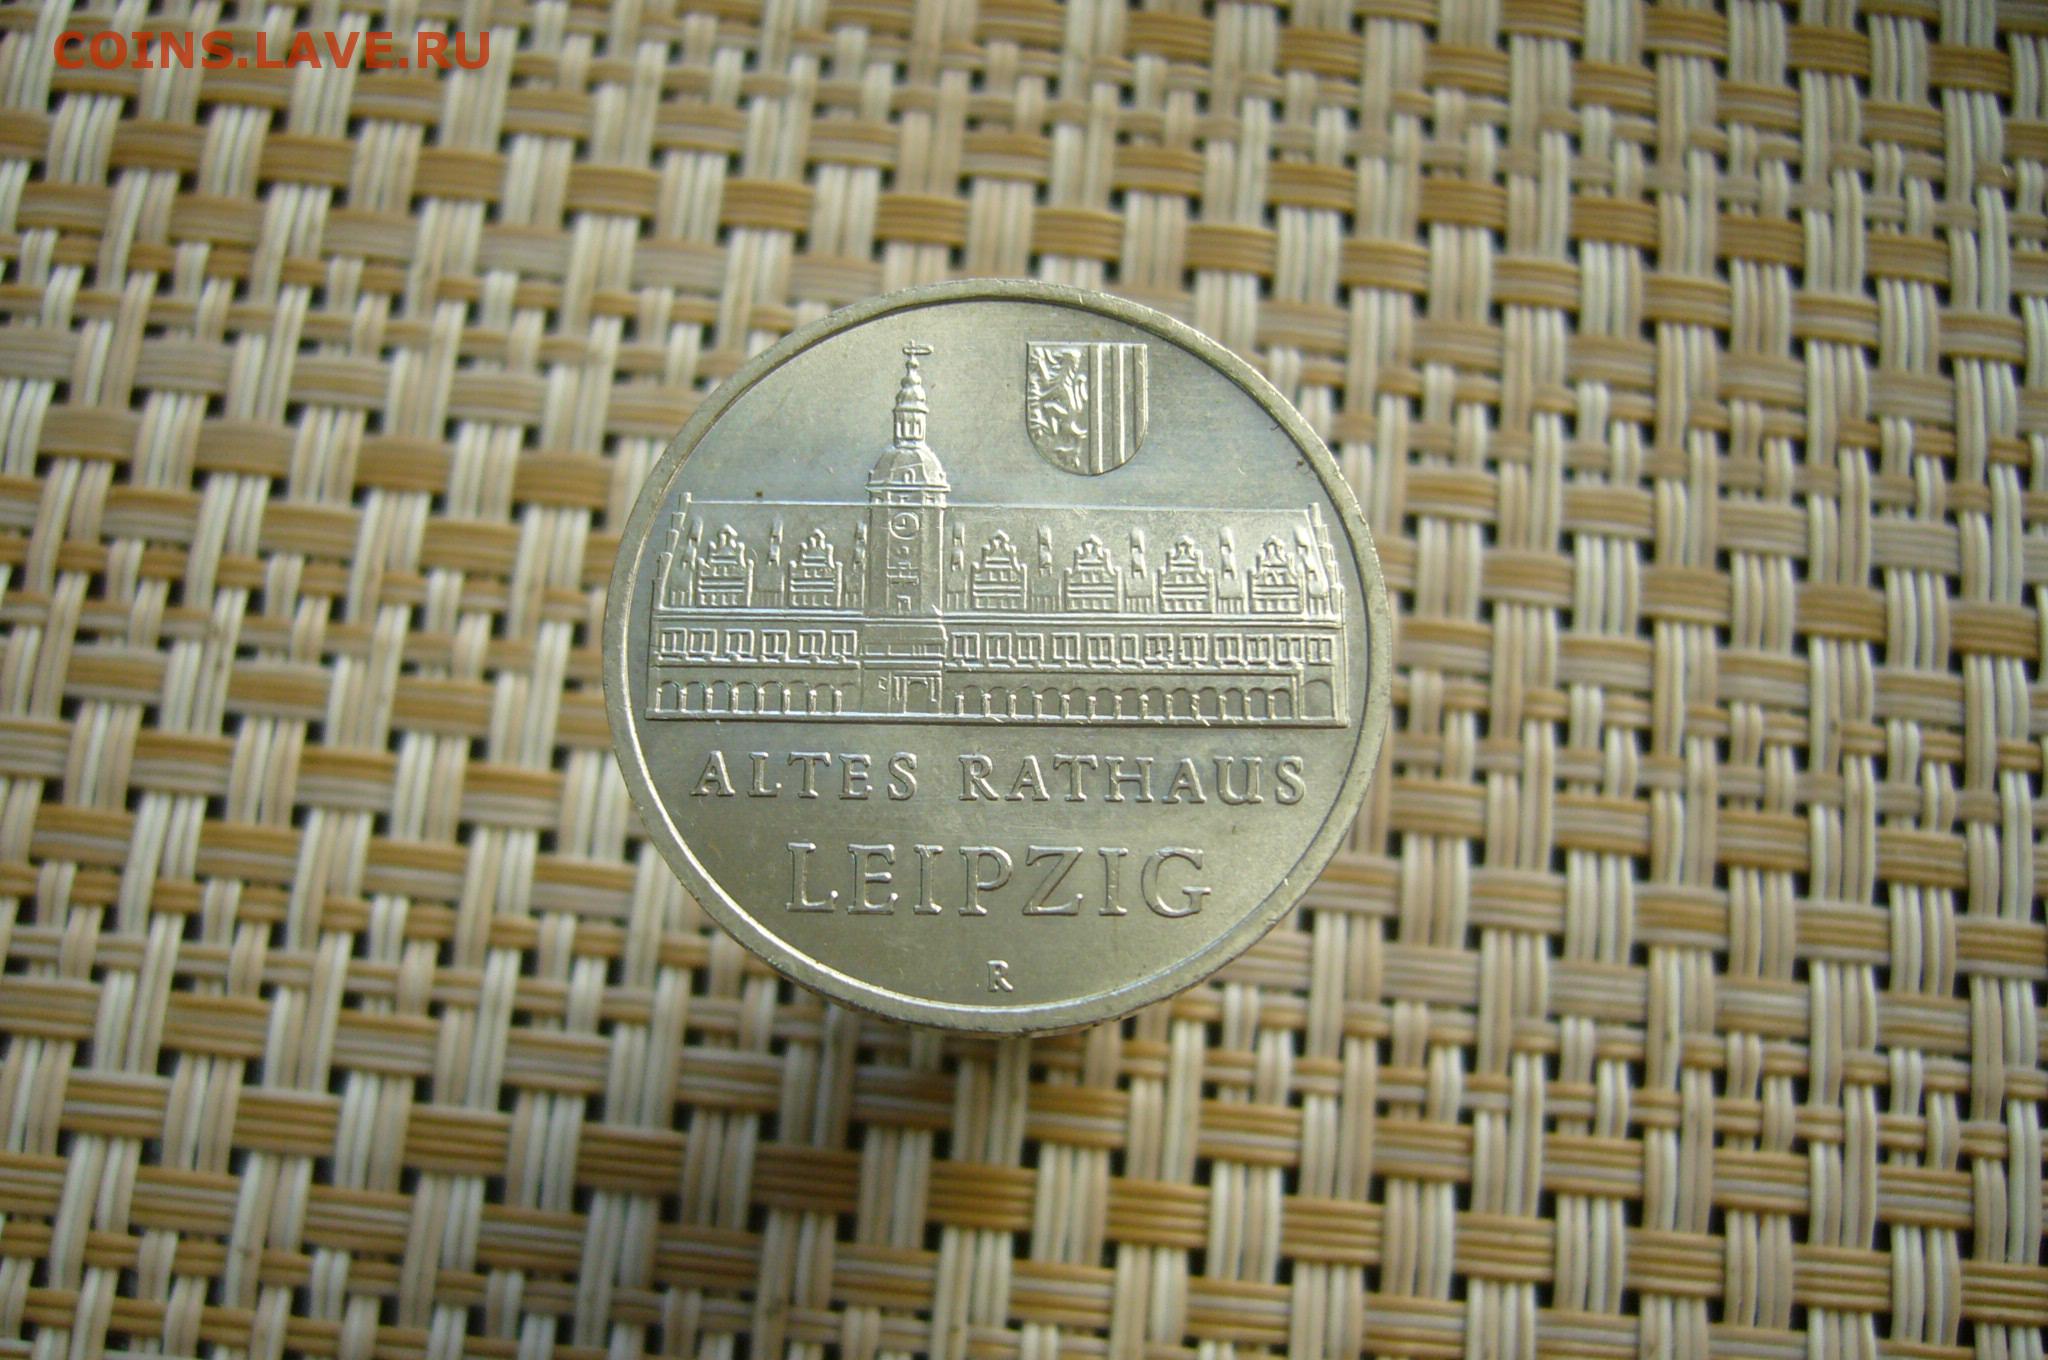 COINS.LAVE.RU
ALTES RATHAUS
LEIPZIG
R